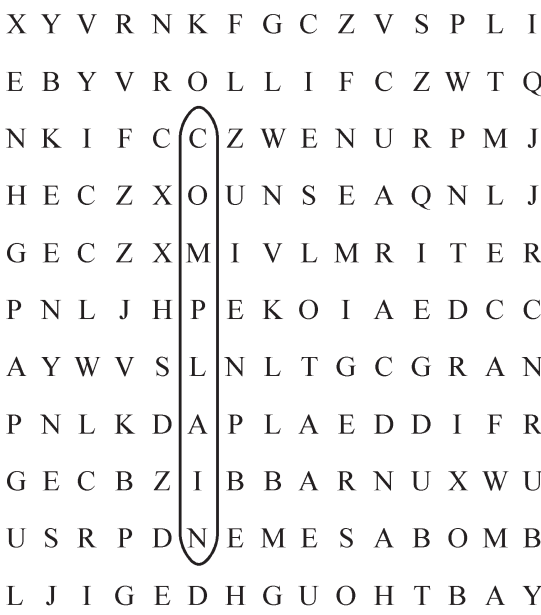 X Y V R N K F G C Z V S P L I
E B Y V R O L L I F C Z W T Q
N K I F C C Z W E N U R P M J
H E C Z X O U N S E A Q N L J
G E C Z X M I V L M R I T E R
P N L J H P E K O I A E D C C
A Y W V S L N L T G C G R A N
P N L K D A P L A E D D I F R
G E C B Z I B B A R N U X W U
U S R P D N E M E S A B O M B
L J I G E D H G U O H T B A Y